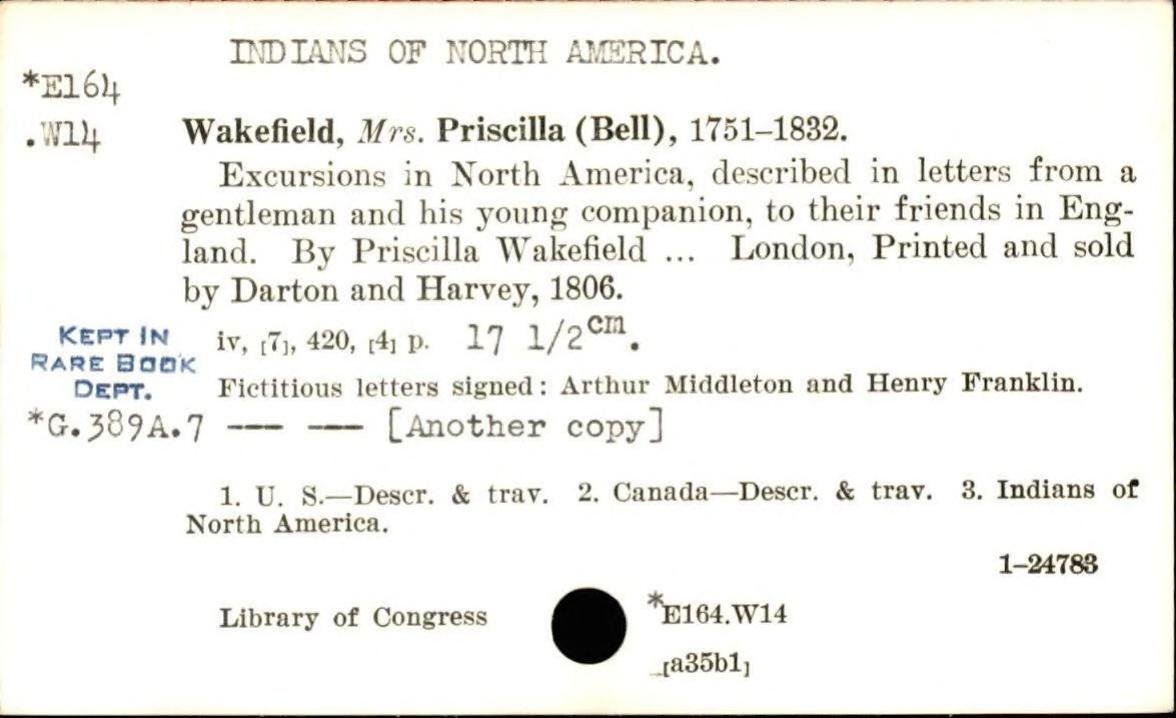 INDIANS OF NORTH AMERICA.
*E164
.W14
Wakefield, Mrs. Priscilla (Bell), 1751–1832.
Excursions in North America, described in letters from a
gentleman and his young companion, to their friends in Eng-
land. By Priscilla Wakefield ... London, Printed and sold
by Darton and Harvey, 1806.
KEPT IN
RARE BOOK
DEPT.
iv, [7], 420, [4] p. 17 1/2cm.
Fictitious letters signed: Arthur Middleton and Henry Franklin.
*G.389A.7 —— —— [Another copy]
1. U. S.—Descr. & trav. 2. Canada—Descr. & trav. 3. Indians of
North America.
1–24783
Library of Congress
*E164.W14
[a35b1]